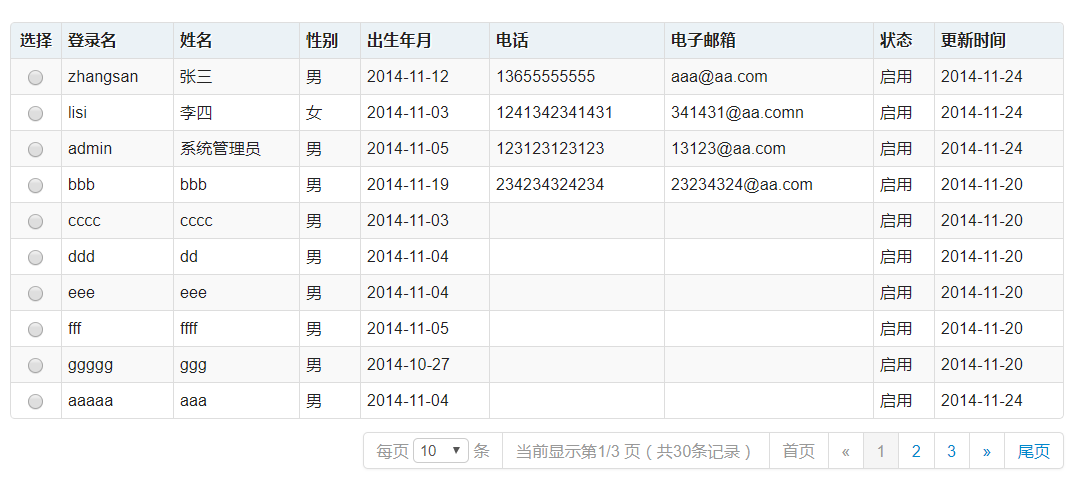 选择 登录名 姓名 性别 出生年月 电话 电子邮箱 状态 更新时间
zhangsan 张三 男 2014-11-12 13655555555 aaa@aa.com 启用 2014-11-24
lisi 李四 女 2014-11-03 1241342341431 341431@aa.comn 启用 2014-11-24
admin 系统管理员 男 2014-11-05 123123123123 13123@aa.com 启用 2014-11-24
bbb bbb 男 2014-11-19 234234324234 23234324@aa.com 启用 2014-11-20
cccc cccc 男 2014-11-03 启用 2014-11-20
ddd dd 男 2014-11-04 启用 2014-11-20
eee eee 男 2014-11-04 启用 2014-11-20
fff ffff 男 2014-11-05 启用 2014-11-20
ggggg ggg 男 2014-10-27 启用 2014-11-20
aaaaa aaa 男 2014-11-04 启用 2014-11-24
每页 10 条 当前显示第1/3 页（共30条记录） 首页 « 1 2 3 » 尾页